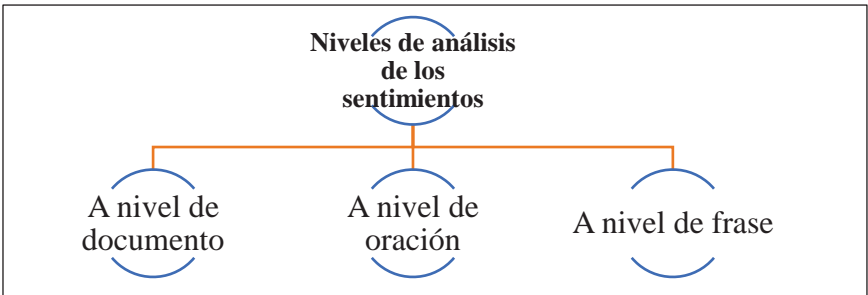 Niveles de análisis
de los
sentimientos
A nivel de
documento
A nivel de
oración
A nivel de frase